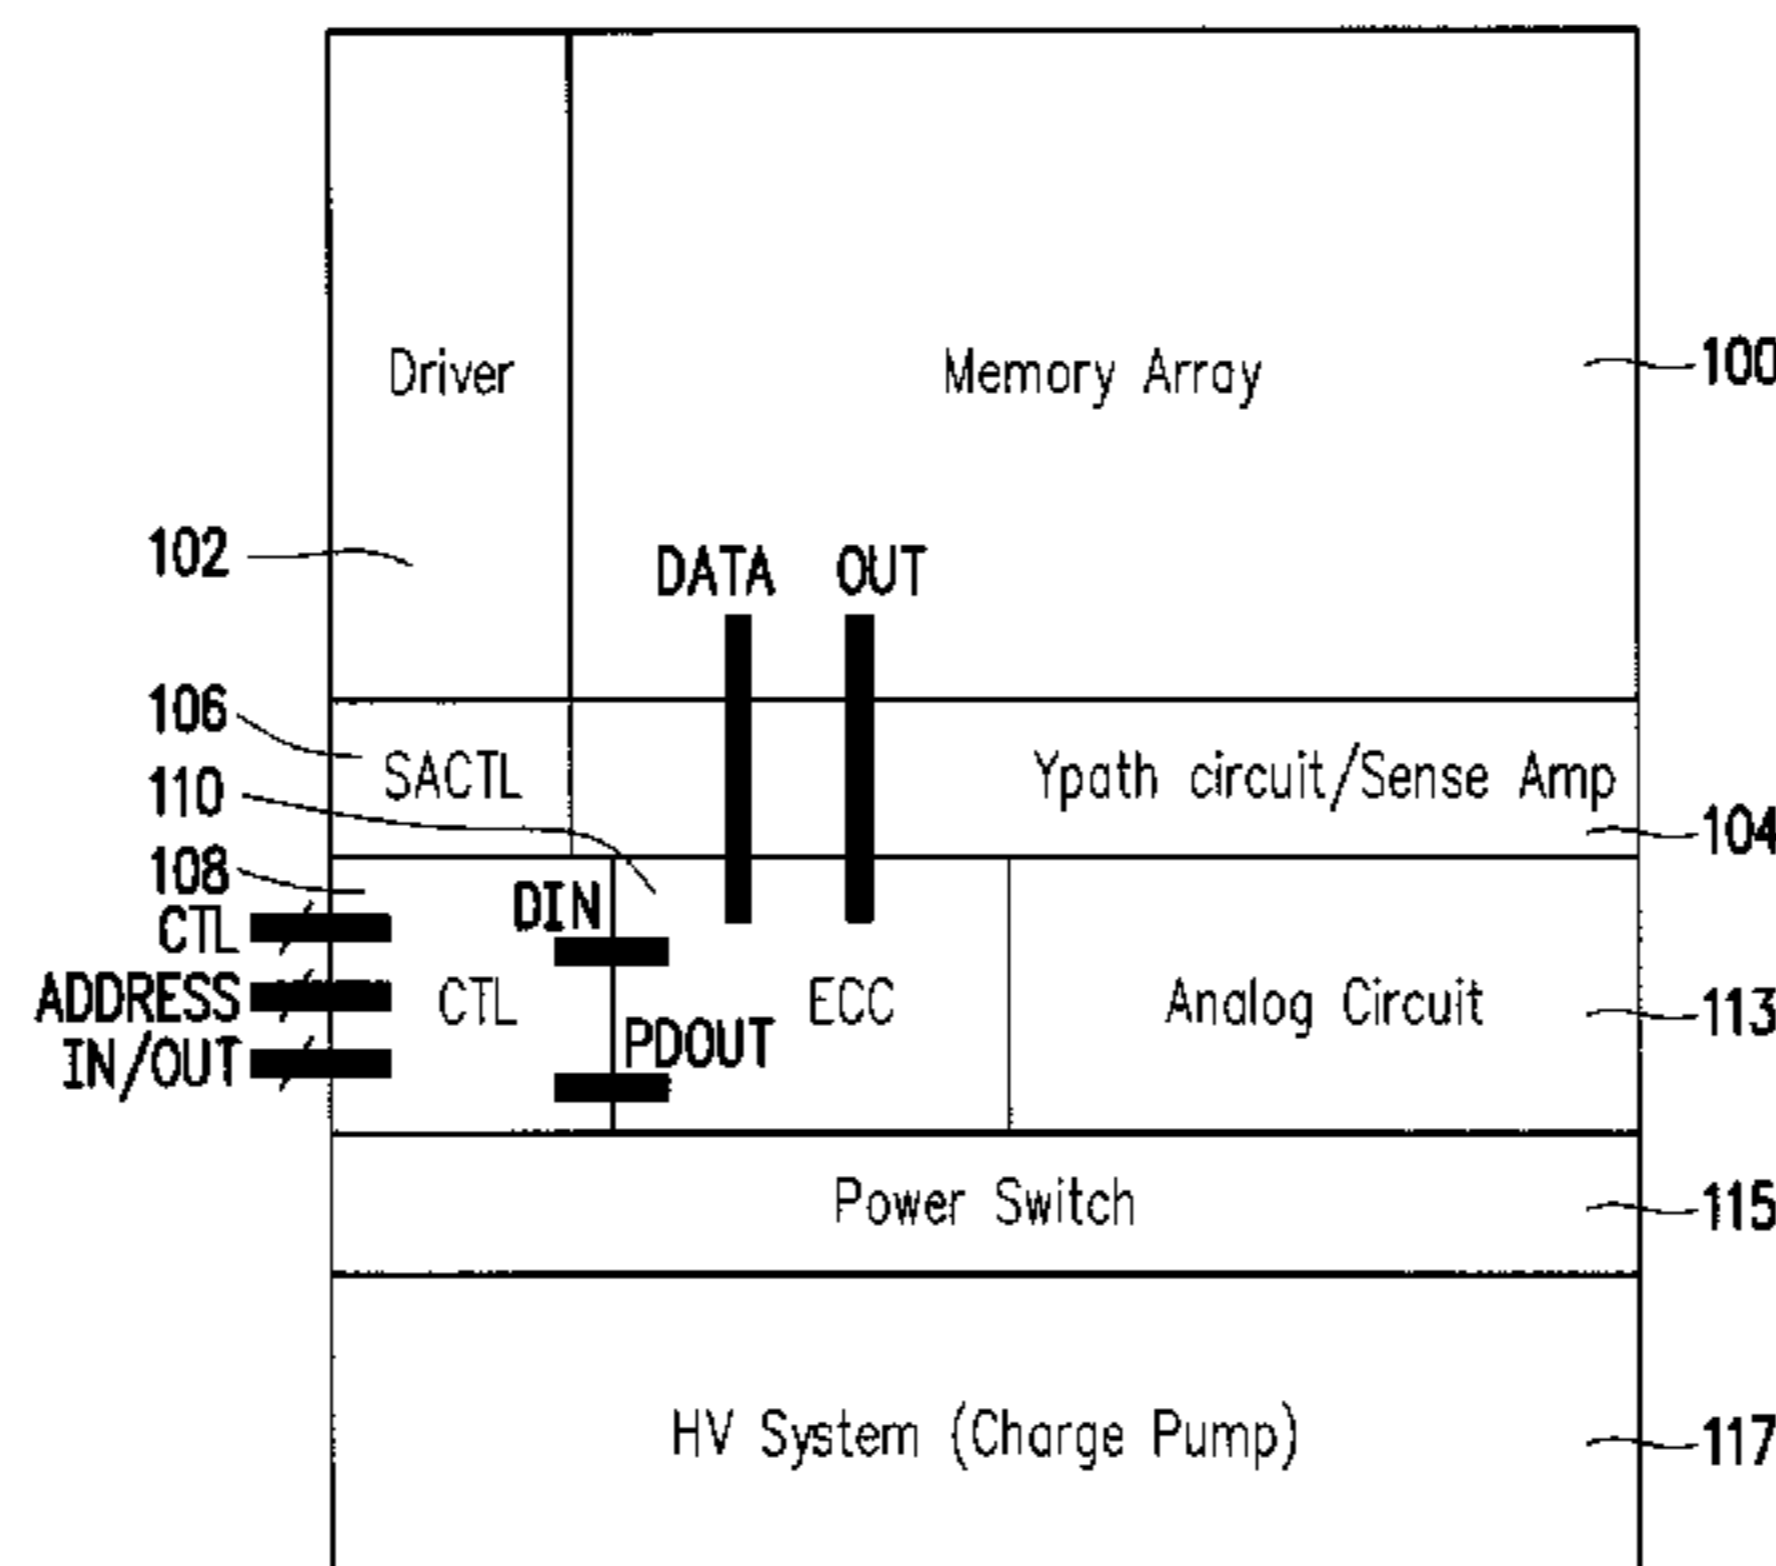 Driver
Memory Array
100
102
DATA
OUT
106
SACTL
Ypath circuit/Sense Amp
110
104
108
DIN
CTL
ADDRESS
CTL
ECC
Analog Circuit
113
IN/OUT
PDOUT
Power Switch
115
HV System (Charge Pump)
117